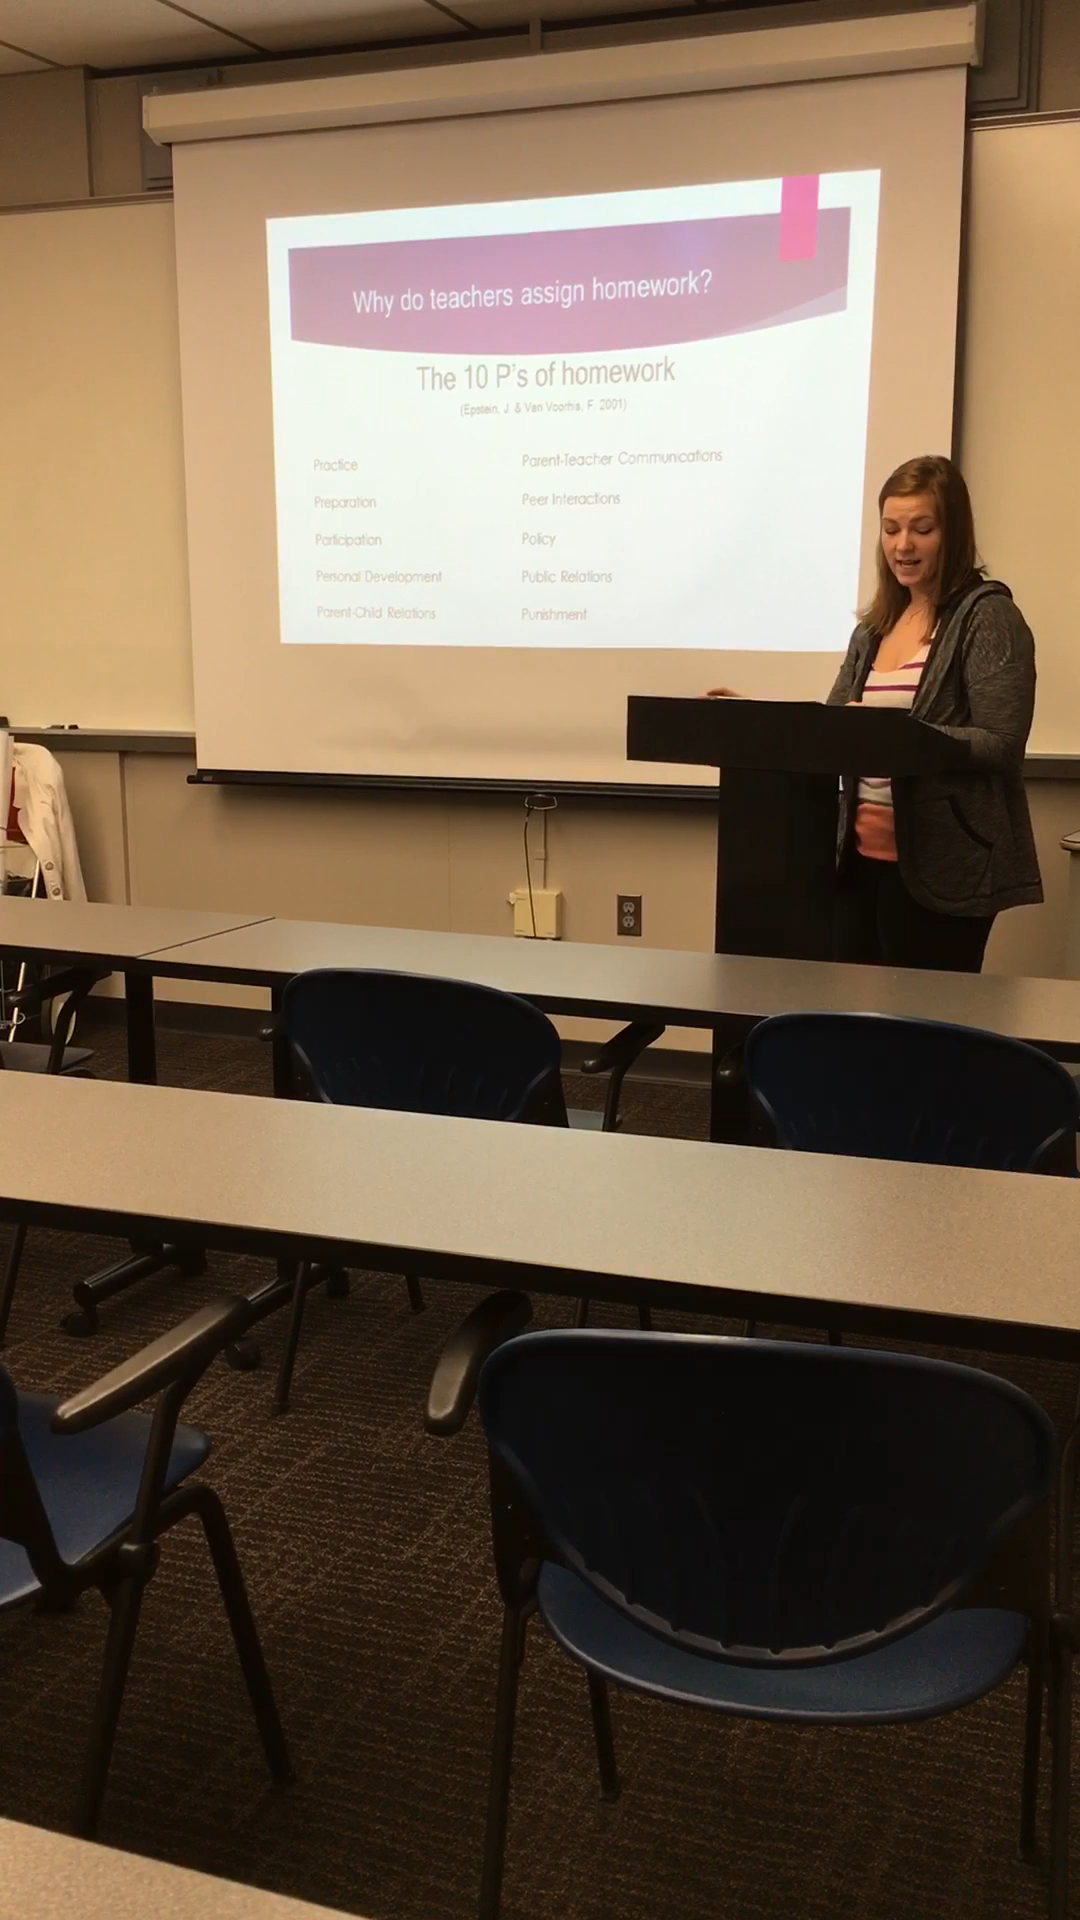 Why do teachers assign homework?
The 10 P's of homework
(Epstein, J. & Van Voorhis, F. 2001)
Practice
Preparation
Participation
Personal Development
Parent-Child Relations
Parent-Teacher Communications
Peer Interactions
Policy
Public Relations
Punishment